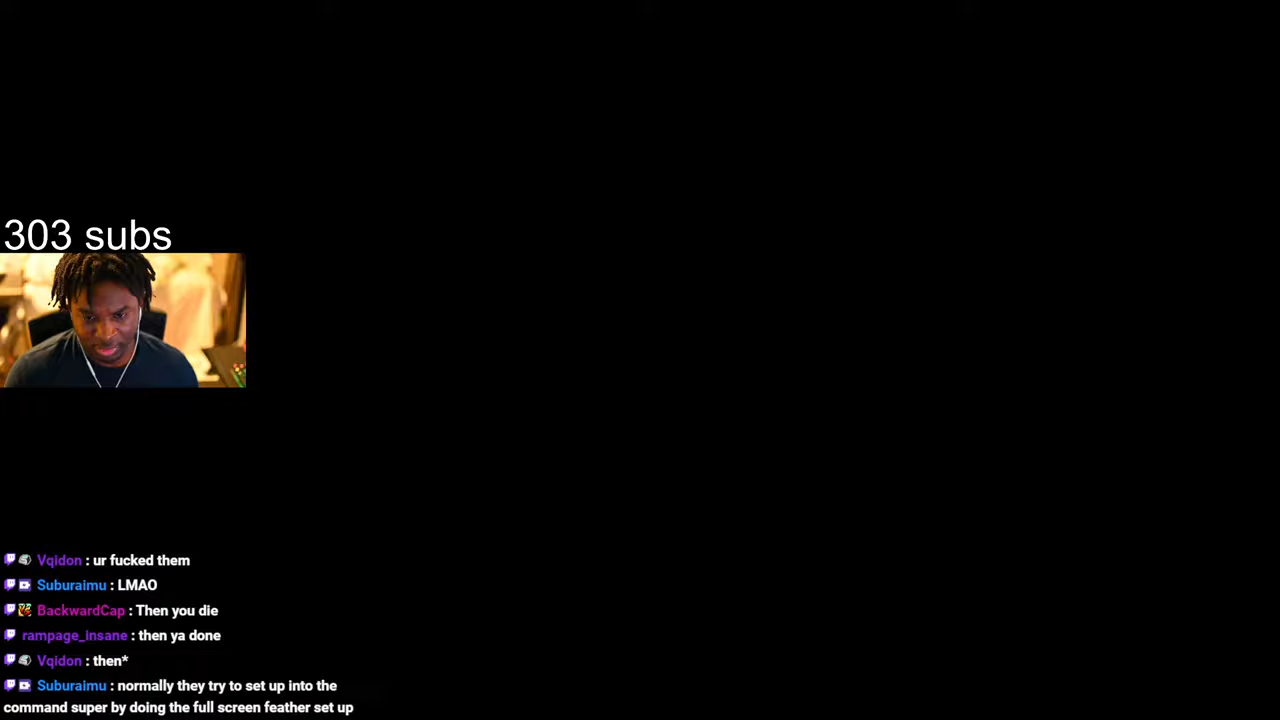 303 subs
Vqidon : ur fucked them
Suburaimu : LMAO
BackwardCap : Then you die
rampage_insane : then ya done
Vqidon : then*
Suburaimu : normally they try to set up into the
command super by doing the full screen feather set up